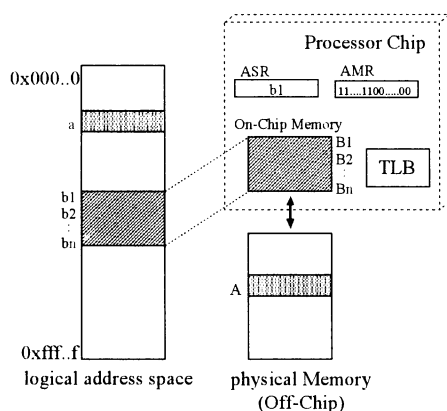 Processor Chip
0x000..0
ASR
AMR
b1
11....1100.....00
a
On-Chip Memory
B1
B2
:
Bn
TLB
b1
b2
:
bn
A
0xfff..f
logical address space
physical Memory
(Off-Chip)